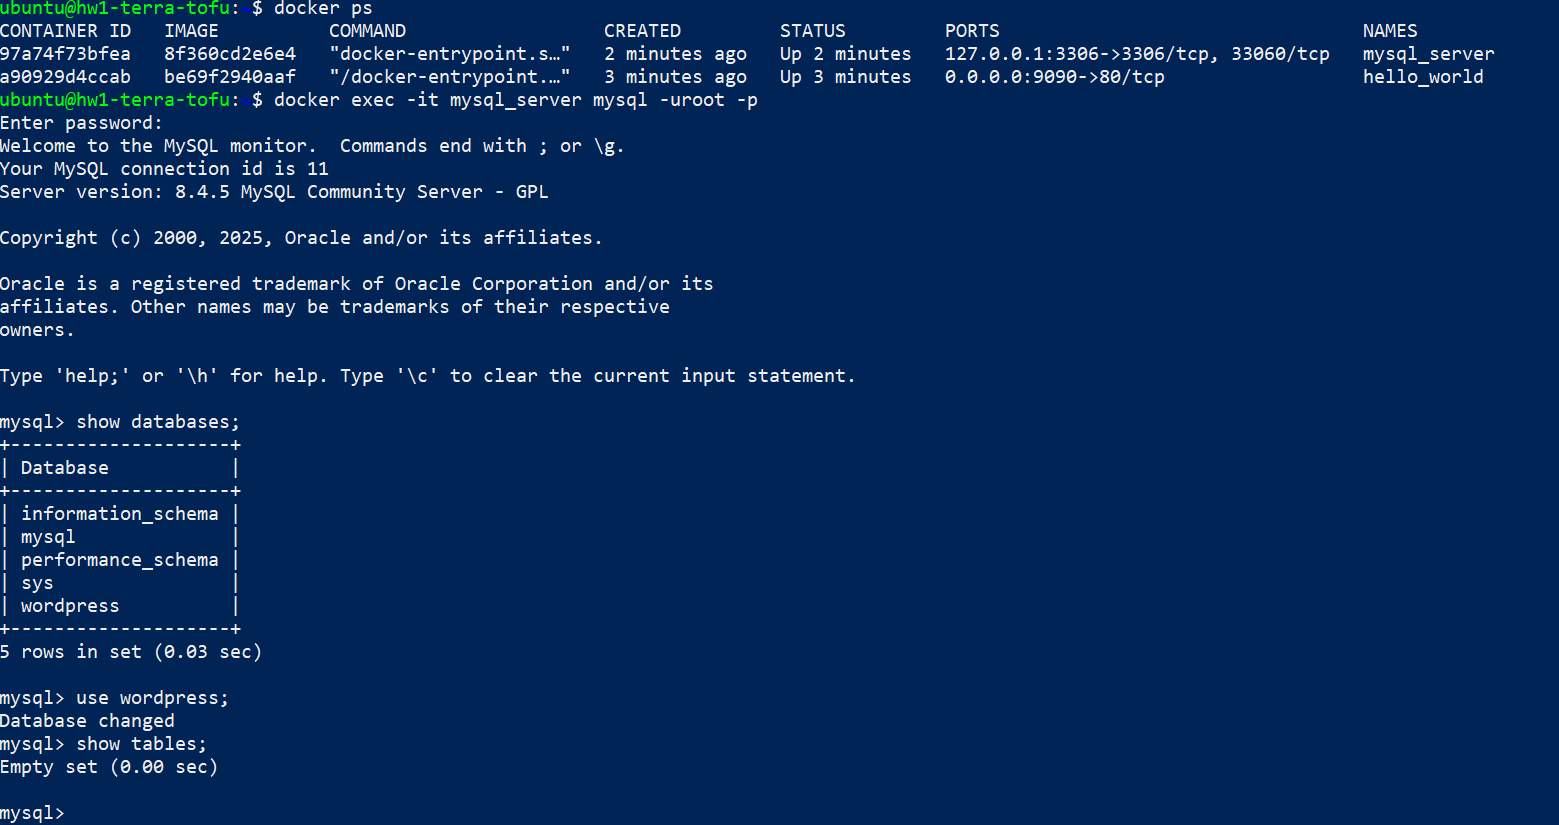 ubuntu@hw1-terra-tofu:~$ docker ps
CONTAINER ID   IMAGE          COMMAND                  CREATED         STATUS         PORTS                                 NAMES
97a74f73bfea   8f360cd2e6e4   "docker-entrypoint.s…"   2 minutes ago   Up 2 minutes   127.0.0.1:3306->3306/tcp, 33060/tcp   mysql_server
a90929d4ccab   be69f2940aaf   "/docker-entrypoint.…"   3 minutes ago   Up 3 minutes   0.0.0.0:9090->80/tcp                  hello_world
ubuntu@hw1-terra-tofu:~$ docker exec -it mysql_server mysql -uroot -p
Enter password:
Welcome to the MySQL monitor.  Commands end with ; or \g.
Your MySQL connection id is 11
Server version: 8.4.5 MySQL Community Server - GPL

Copyright (c) 2000, 2025, Oracle and/or its affiliates.

Oracle is a registered trademark of Oracle Corporation and/or its
affiliates. Other names may be trademarks of their respective
owners.

Type 'help;' or '\h' for help. Type '\c' to clear the current input statement.

mysql> show databases;
+--------------------+
| Database           |
+--------------------+
| information_schema |
| mysql              |
| performance_schema |
| sys                |
| wordpress          |
+--------------------+
5 rows in set (0.03 sec)

mysql> use wordpress;
Database changed
mysql> show tables;
Empty set (0.00 sec)

mysql>